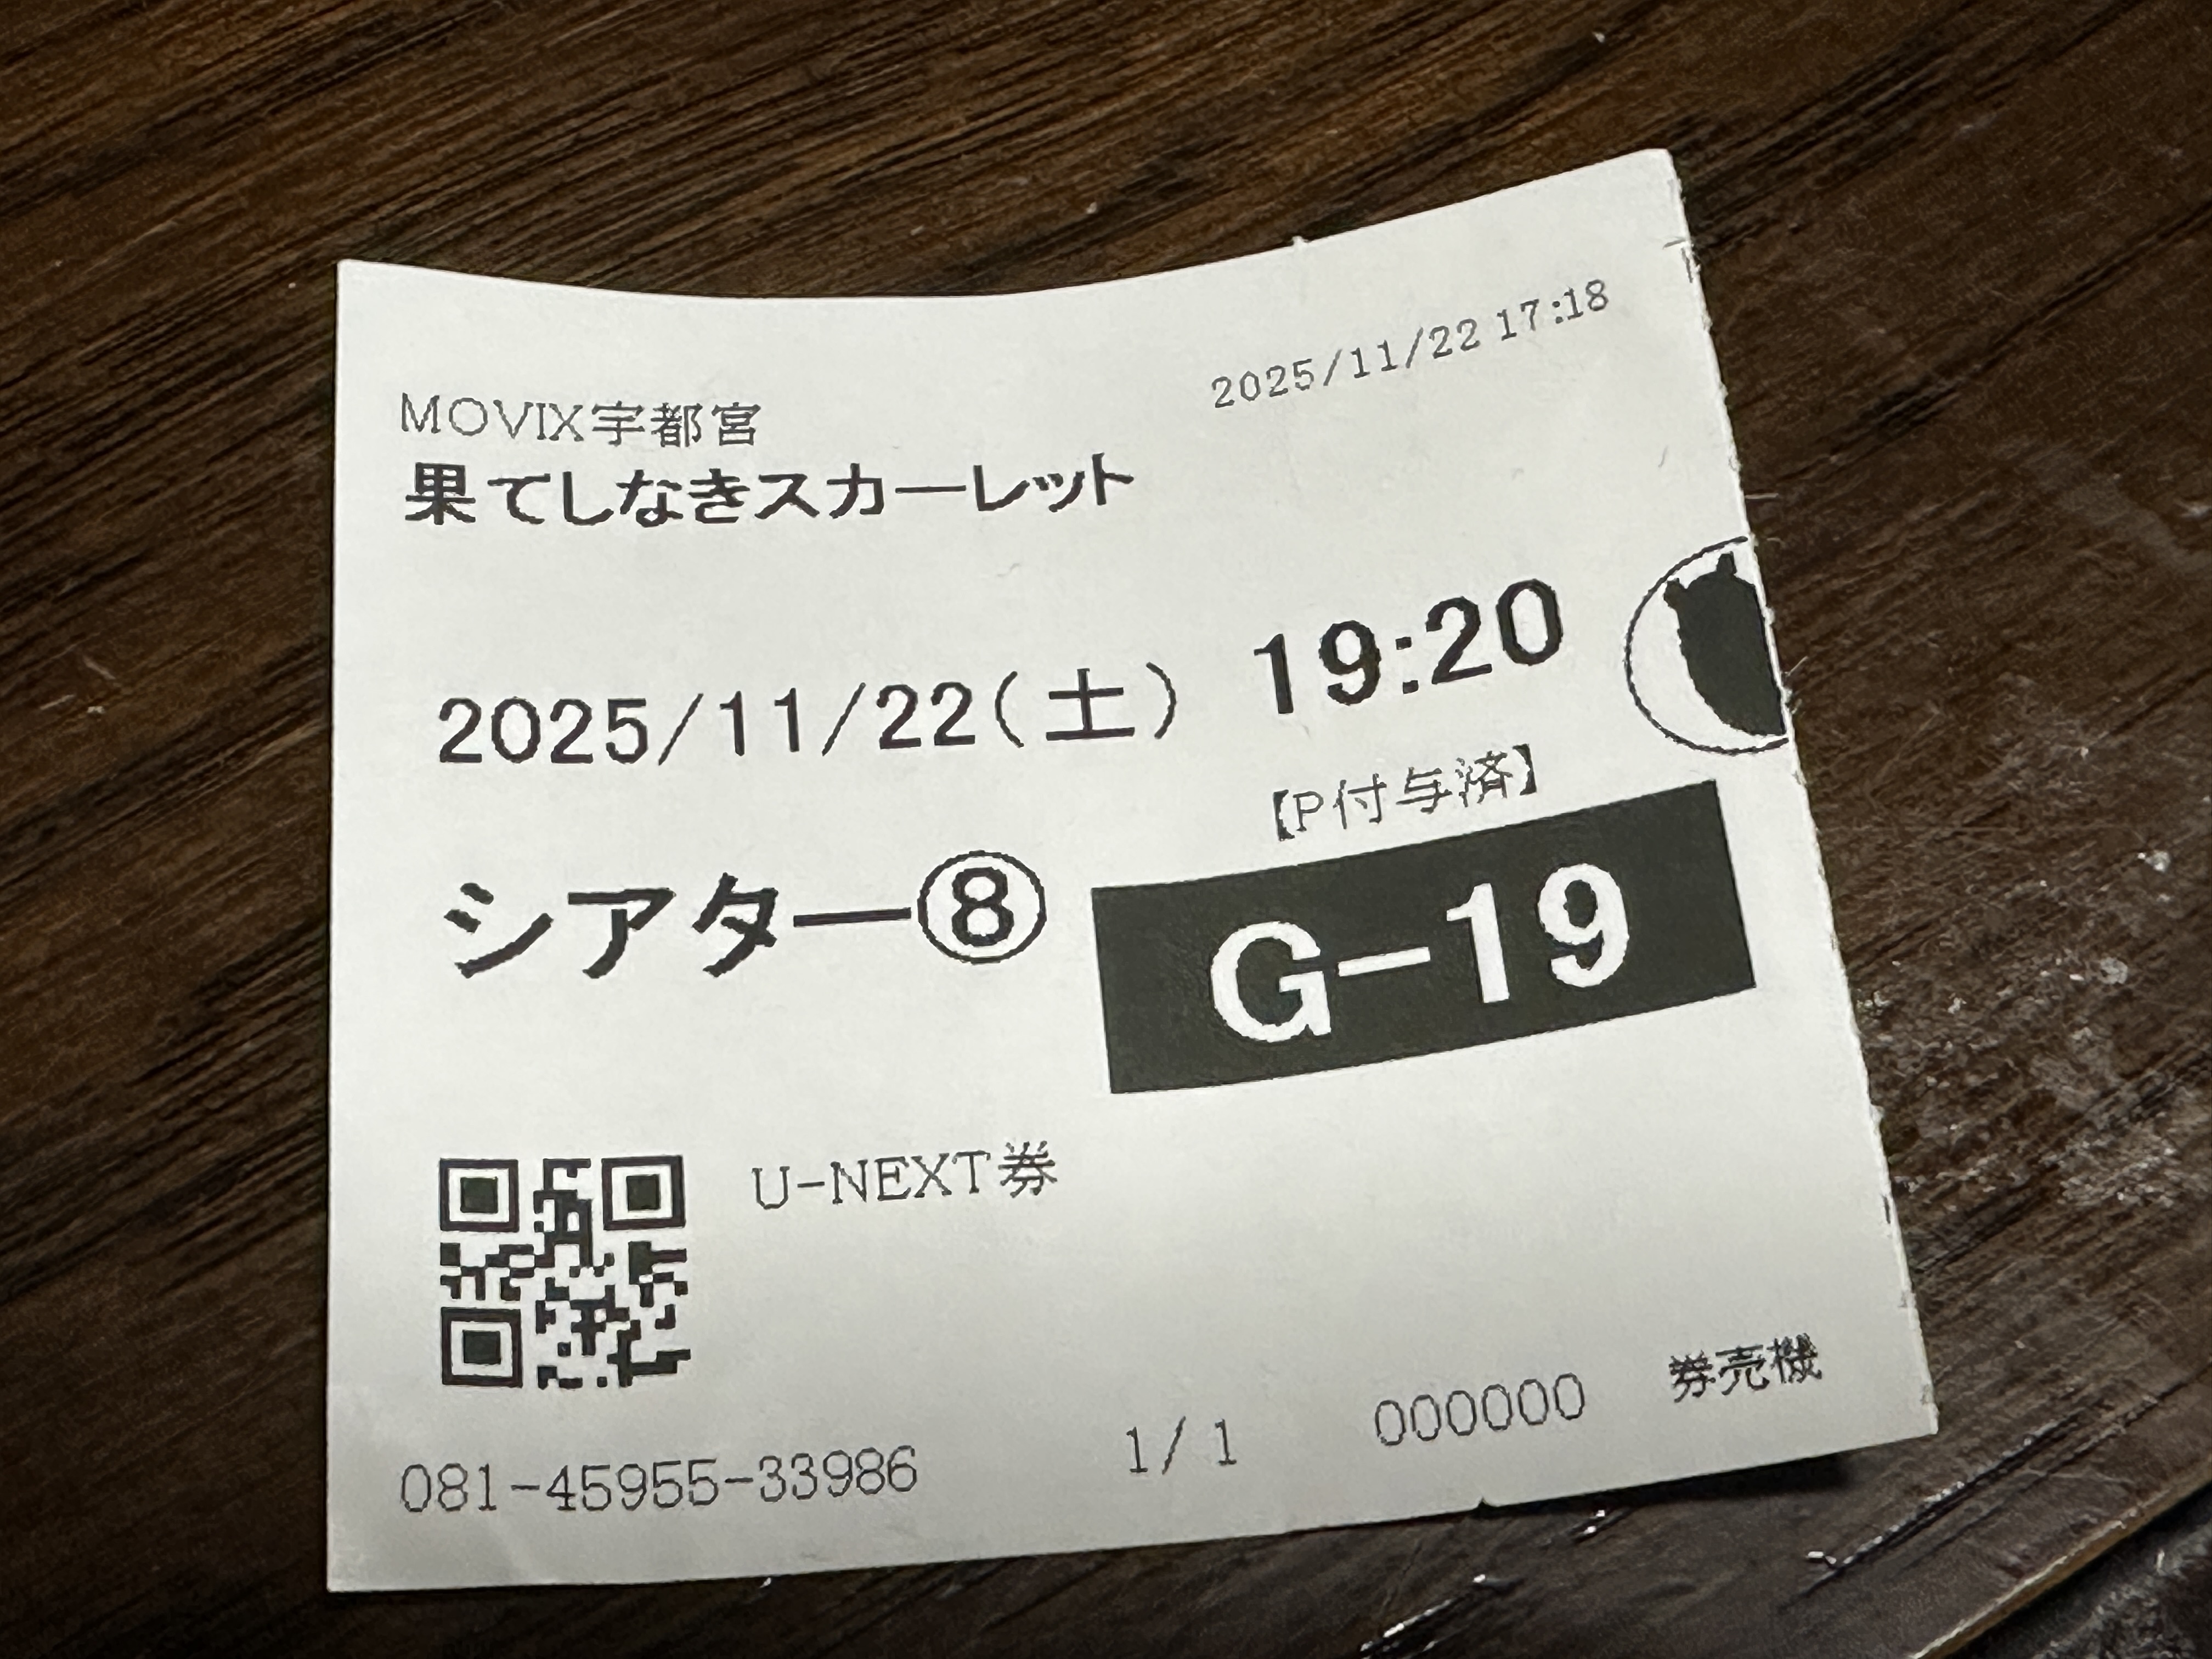 2025/11/22 17:18
MOVIX宇都宮
果てしなきスカーレット
2025/11/22(土) 19:20
【P付与済】
シアター⑧ G-19
U-NEXT券
081-45955-33986 1/1 000000 券売機